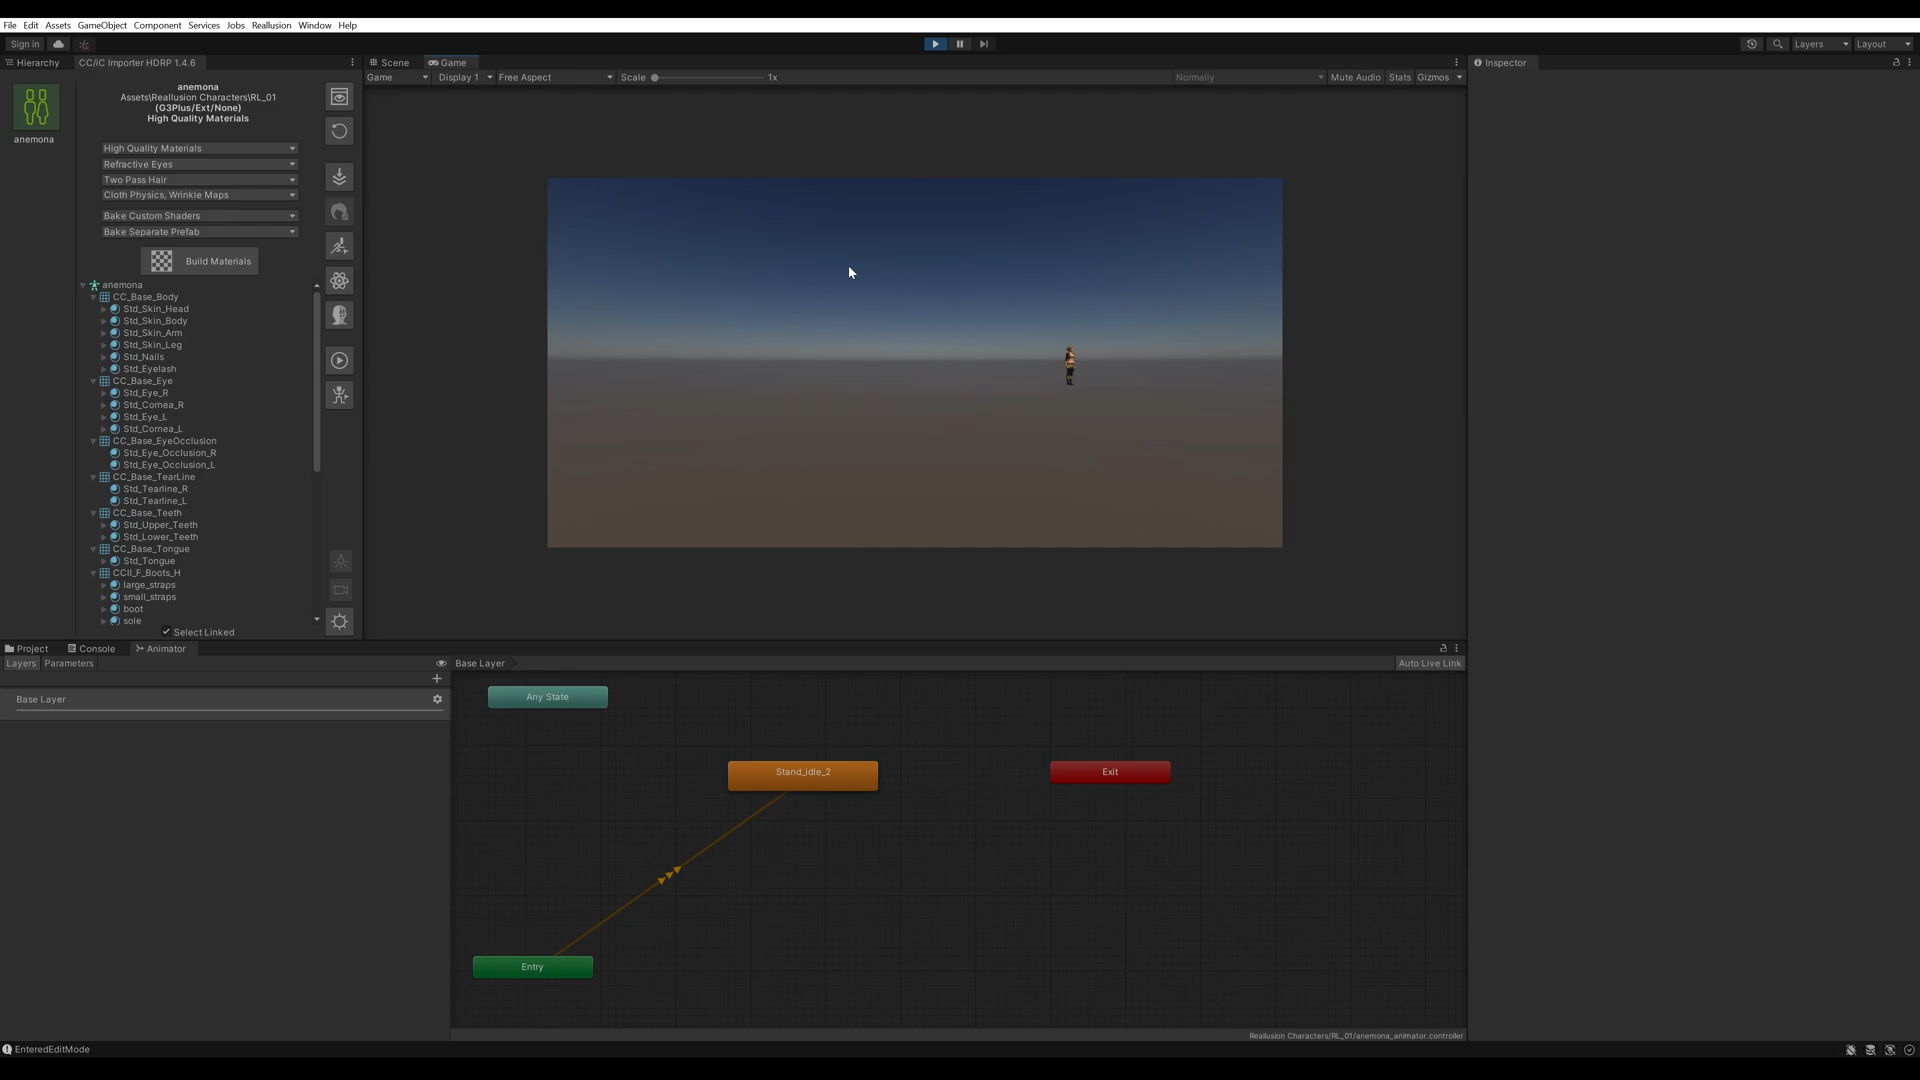 File Edit Assets GameObject Component Services Jobs Reallusion Window Help
Sign in Layers Layout
Hierarchy CC/iC Importer HDRP 1.4.6 Scene Game Inspector
Game Display 1 Free Aspect Scale 1x Normally Mute Audio Stats Gizmos
anemona
Assets\Reallusion Characters\RL_01
(G3Plus/Ext/None)
High Quality Materials
anemona
High Quality Materials
Refractive Eyes
Two Pass Hair
Cloth Physics, Wrinkle Maps
Bake Custom Shaders
Bake Separate Prefab
Build Materials
anemona
CC_Base_Body
Std_Skin_Head
Std_Skin_Body
Std_Skin_Arm
Std_Skin_Leg
Std_Nails
Std_Eyelash
CC_Base_Eye
Std_Eye_R
Std_Cornea_R
Std_Eye_L
Std_Cornea_L
CC_Base_EyeOcclusion
Std_Eye_Occlusion_R
Std_Eye_Occlusion_L
CC_Base_TearLine
Std_Tearline_R
Std_Tearline_L
CC_Base_Teeth
Std_Upper_Teeth
Std_Lower_Teeth
CC_Base_Tongue
Std_Tongue
CCII_F_Boots_H
large_straps
small_straps
boot
sole
Select Linked
Project Console Animator
Layers Parameters Base Layer Auto Live Link
Base Layer
Any State
Stand_idle_2
Exit
Entry
Reallusion Characters/RL_01/anemona_animator.controller
EnteredEditMode